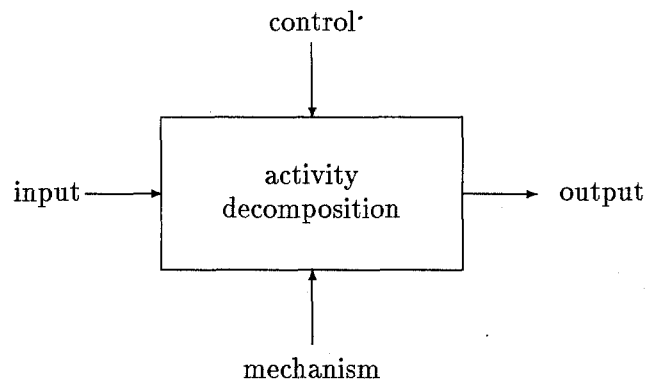 control
input
activity
decomposition
output
mechanism